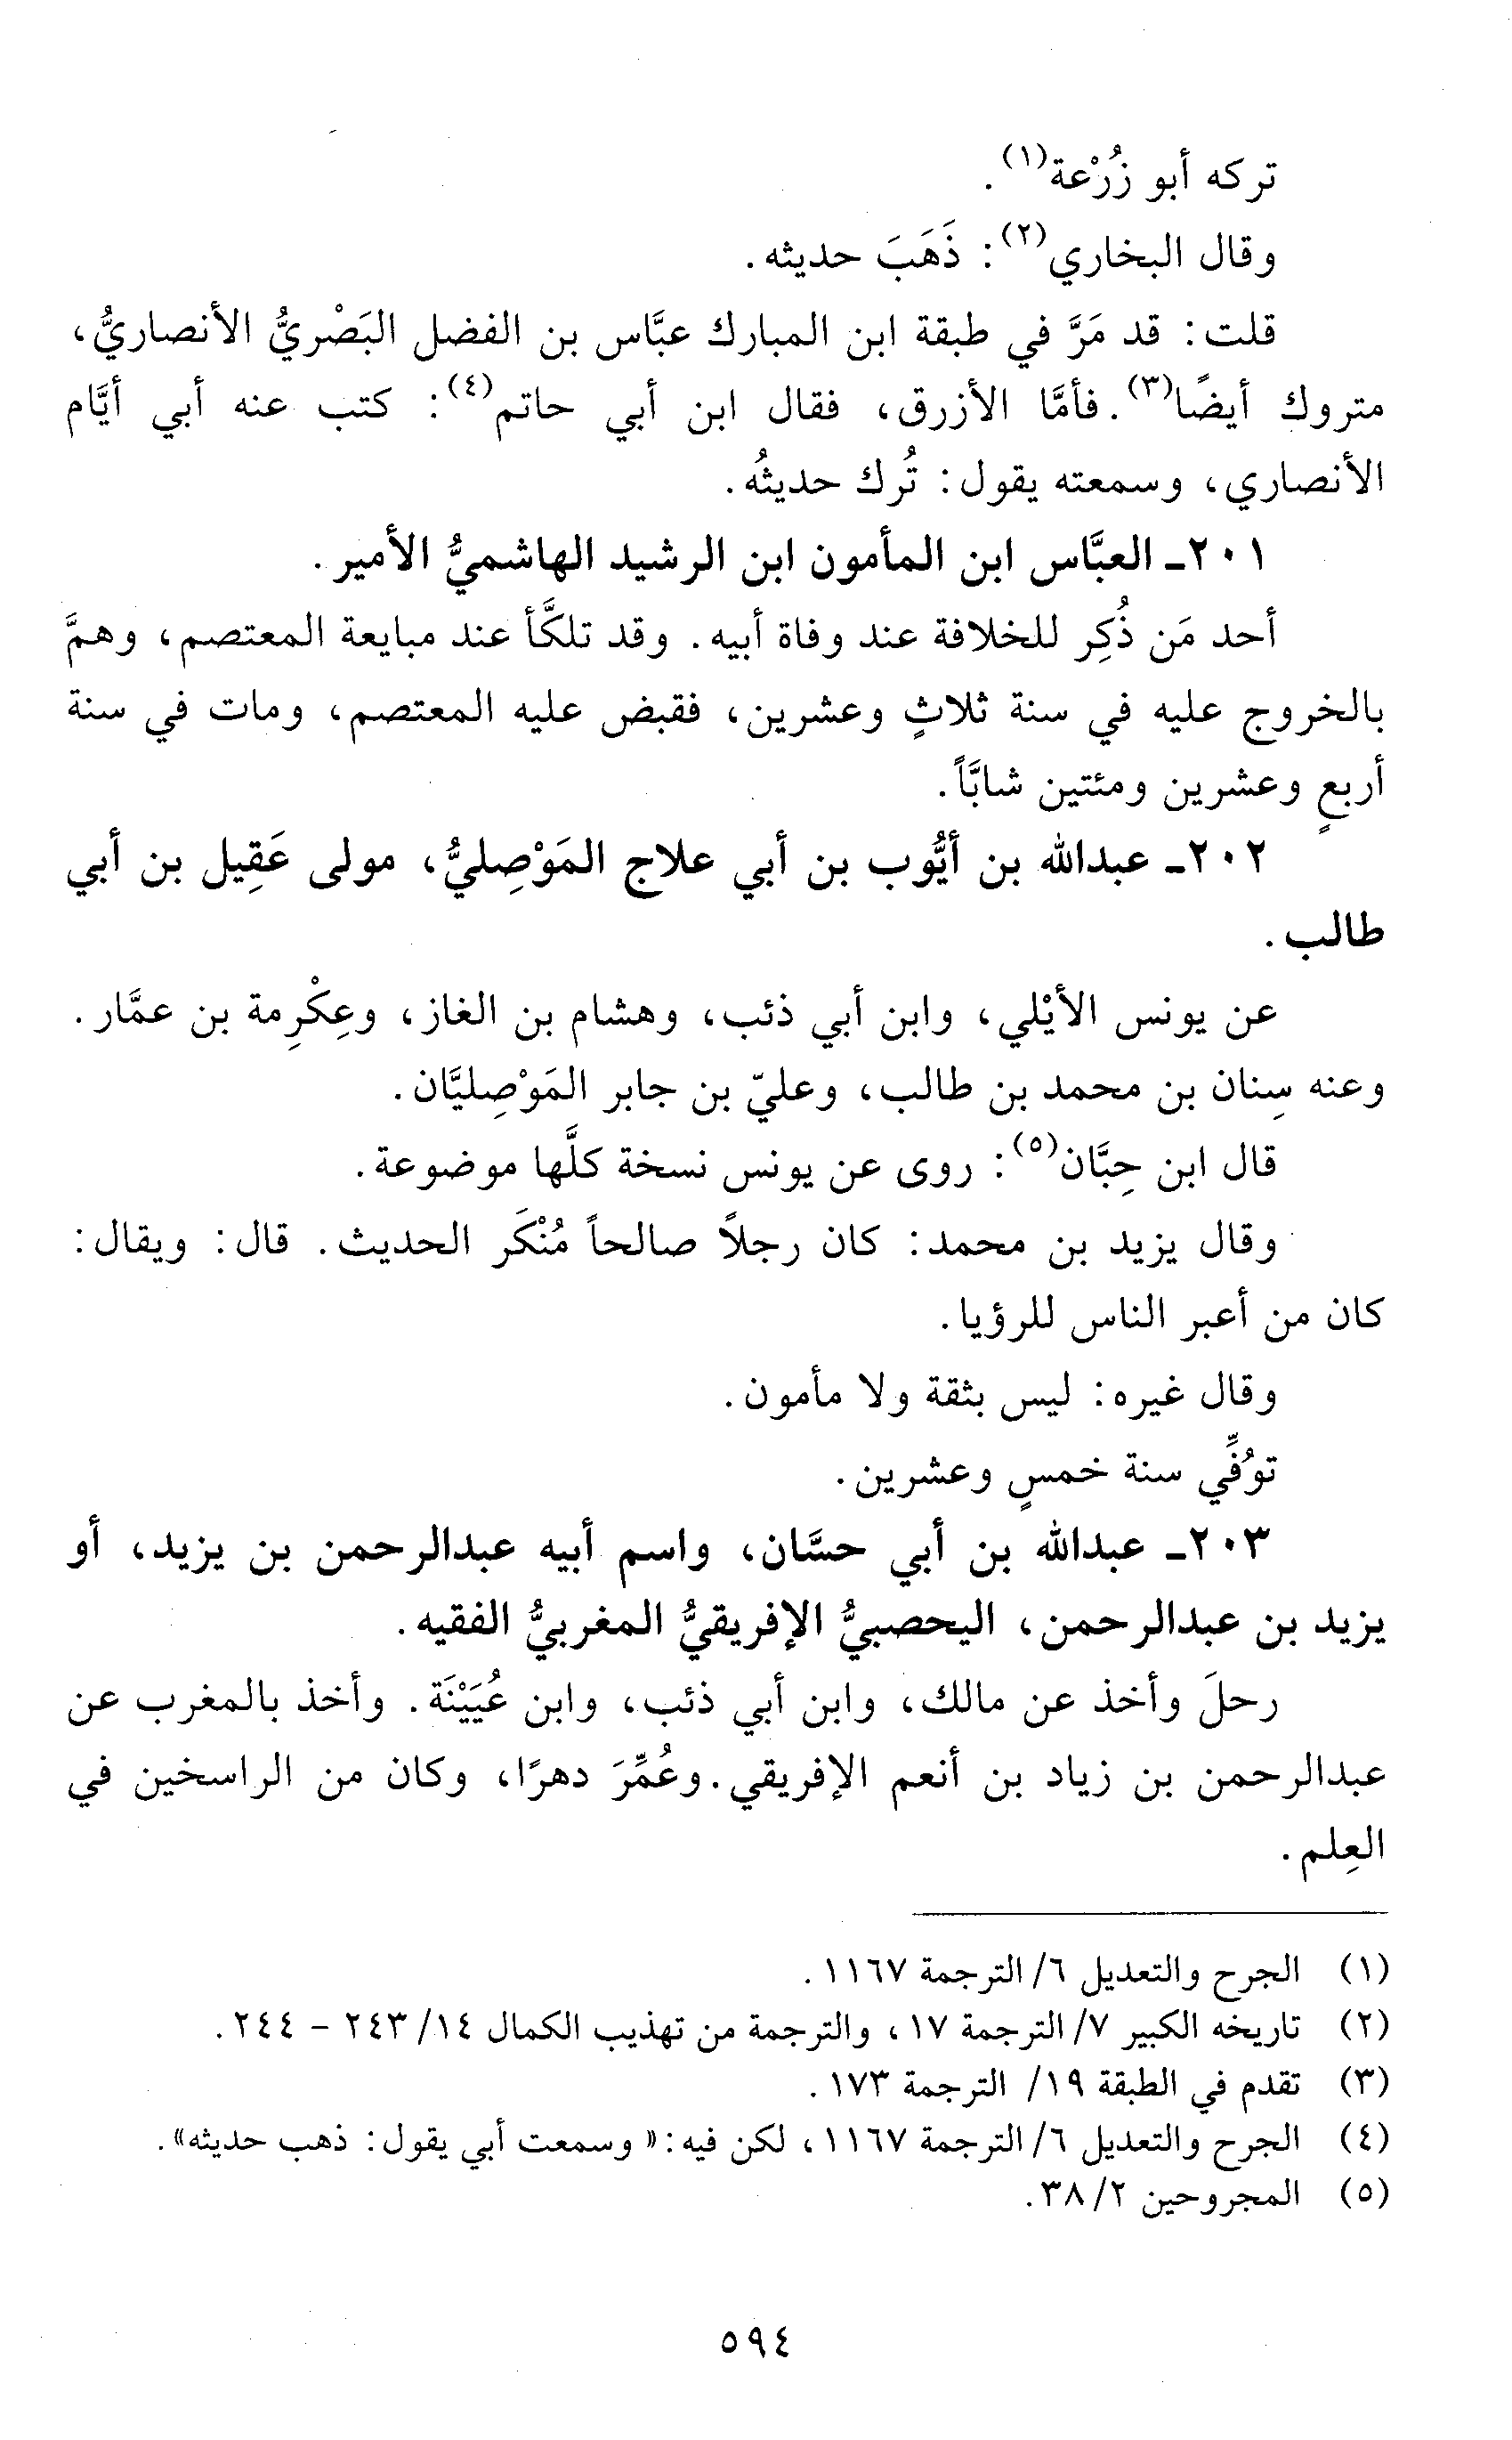 تركه أبو زُرْعة(١).
وقال البخاري(٢): ذَهَبَ حديثه.
قلت: قد مَرَّ في طبقة ابن المبارك عبَّاس بن الفضل البَصْريُّ الأنصاريُّ،
متروك أيضًا(٣). فأمَّا الأزرق، فقال ابن أبي حاتم(٤): كتب عنه أبي أيَّام
الأنصاري، وسمعته يقول: تُرك حديثُه.
٢٠١- العبَّاس ابن المأمون ابن الرشيد الهاشميُّ الأمير.
أحد مَن ذُكِر للخلافة عند وفاة أبيه. وقد تلكَّأ عند مبايعة المعتصم، وهمَّ
بالخروج عليه في سنة ثلاثٍ وعشرين، فقبض عليه المعتصم، ومات في سنة
أربعٍ وعشرين ومئتين شابَّاً.
٢٠٢- عبدالله بن أيُّوب بن أبي علاج المَوْصِليُّ، مولى عَقِيل بن أبي
طالب.
عن يونس الأيْلي، وابن أبي ذئب، وهشام بن الغاز، وعِكْرِمة بن عمَّار.
وعنه سِنان بن محمد بن طالب، وعليّ بن جابر المَوْصِليَّان.
قال ابن حِبَّان(٥): روى عن يونس نسخة كلَّها موضوعة.
وقال يزيد بن محمد: كان رجلاً صالحاً مُنْكَر الحديث. قال: ويقال:
كان من أعبر الناس للرؤيا.
وقال غيره: ليس بثقة ولا مأمون.
توُفِّي سنة خمسٍ وعشرين.
٢٠٣- عبدالله بن أبي حسَّان، واسم أبيه عبدالرحمن بن يزيد، أو
يزيد بن عبدالرحمن، اليحصبيُّ الإفريقيُّ المغربيُّ الفقيه.
رحلَ وأخذ عن مالك، وابن أبي ذئب، وابن عُيَيْنَة. وأخذ بالمغرب عن
عبدالرحمن بن زياد بن أنعم الإفريقي. وعُمِّرَ دهرًا، وكان من الراسخين في
العِلم.
(١) الجرح والتعديل ٦/ الترجمة ١١٦٧.
(٢) تاريخه الكبير ٧/ الترجمة ١٧، والترجمة من تهذيب الكمال ١٤/ ٢٤٣ - ٢٤٤.
(٣) تقدم في الطبقة ١٩/ الترجمة ١٧٣.
(٤) الجرح والتعديل ٦/ الترجمة ١١٦٧، لكن فيه: «وسمعت أبي يقول: ذهب حديثه».
(٥) المجروحين ٢/ ٣٨.
٥٩٤